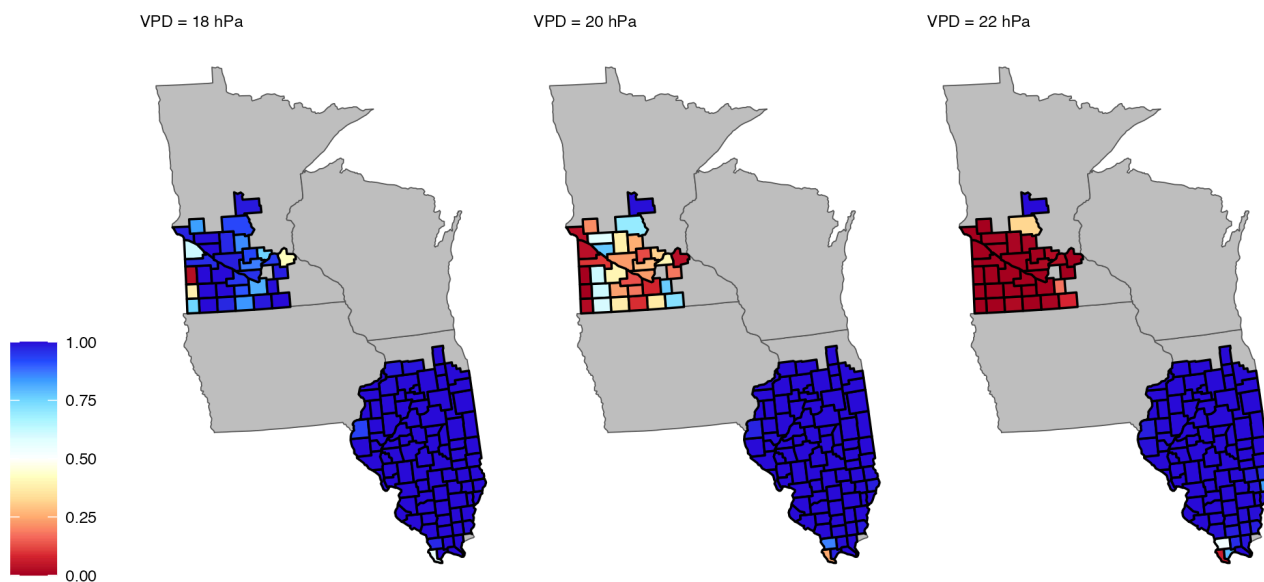 VPD = 18 hPa
VPD = 20 hPa
VPD = 22 hPa
1.00
0.75
0.50
0.25
0.00